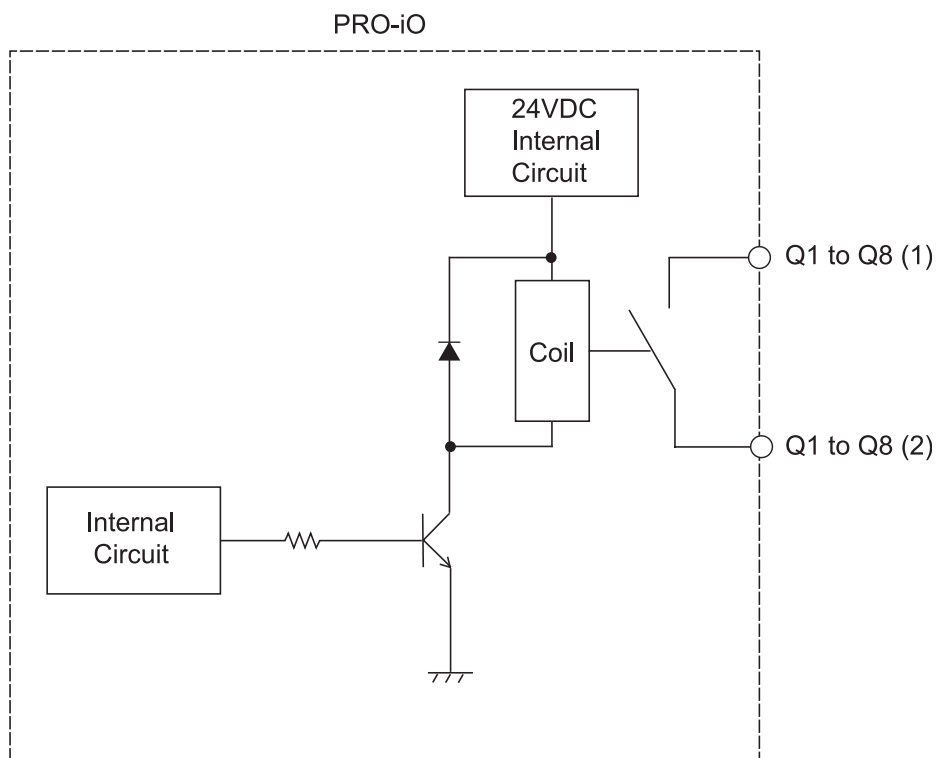 PRO-iO
24VDC
Internal
Circuit
Q1 to Q8 (1)
Coil
Q1 to Q8 (2)
Internal
Circuit